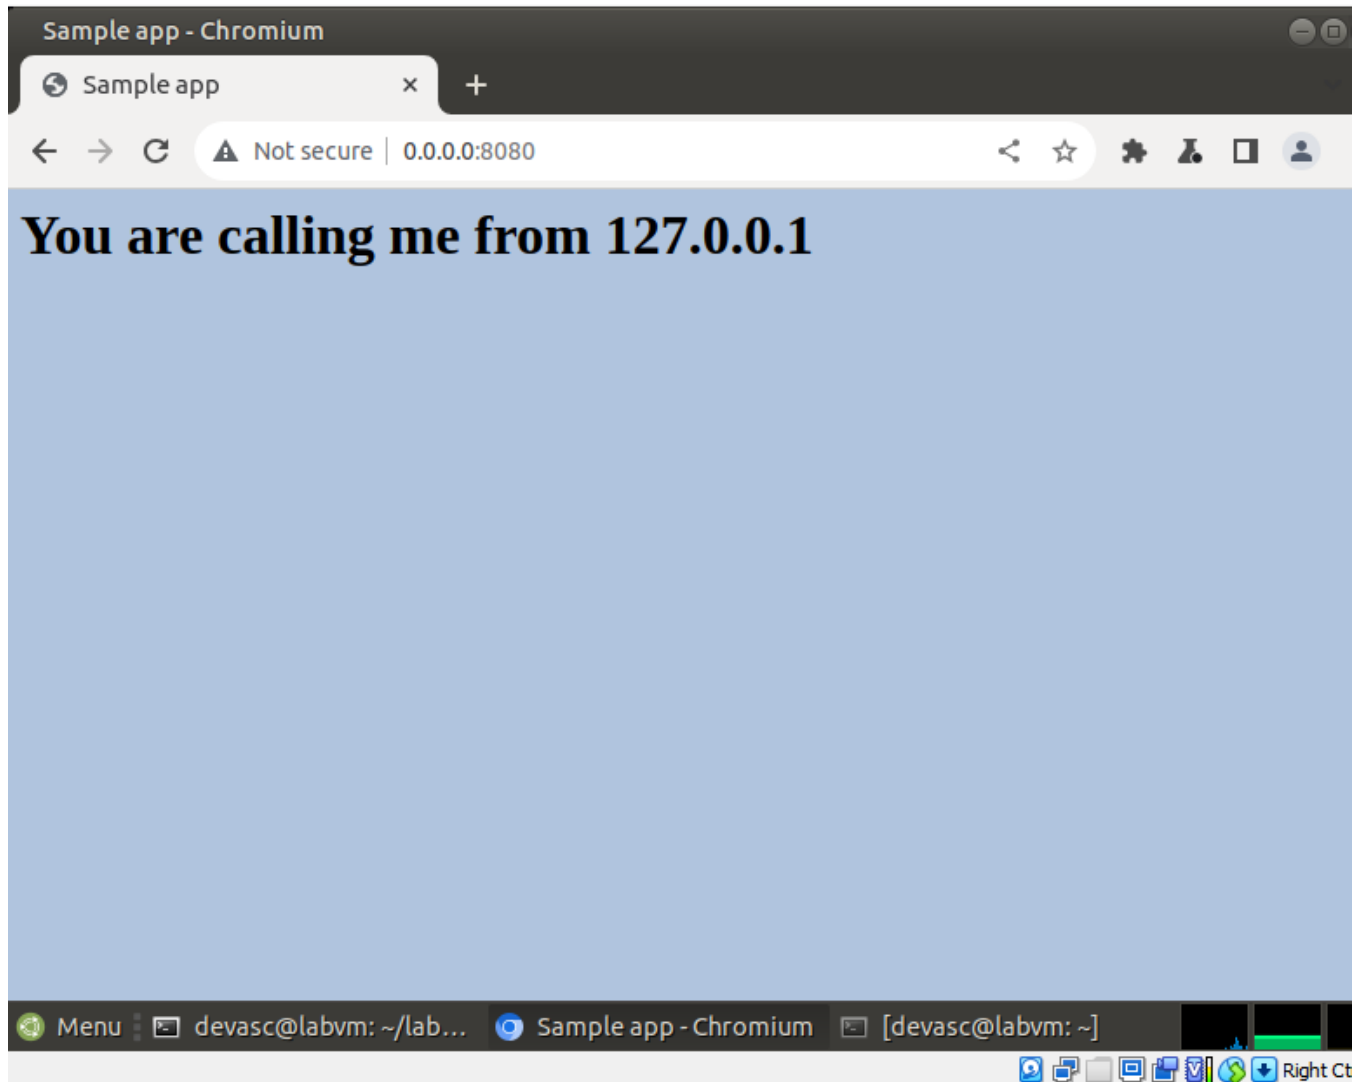 Sample app - Chromium
Sample app
Not secure 0.0.0.0:8080
You are calling me from 127.0.0.1
Menu devasc@labvm: ~/lab... Sample app - Chromium [devasc@labvm: ~]
Right Ct